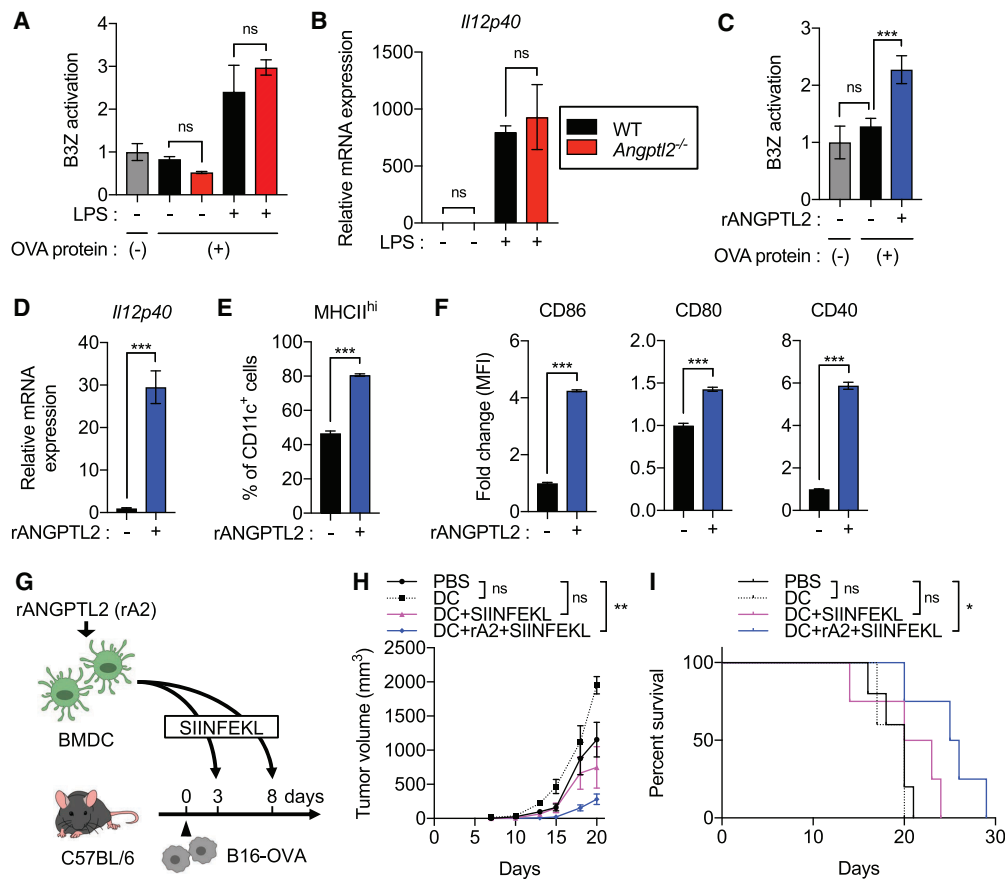 A
B3Z activation
4
3
2
1
0
ns
ns
LPS : - - - + +
OVA protein : (-) (+)
B
Il12p40
Relative mRNA expression
1500
1000
500
250
0
ns
ns
LPS : - - + +
WT
Angptl2-/-
C
B3Z activation
3
2
1
0
ns
***
rANGPTL2 : - - +
OVA protein : (-) (+)
D
Il12p40
Relative mRNA
expression
40
30
20
10
0
***
rANGPTL2 : - +
E
MHCIIhi
% of CD11c+ cells
100
80
60
40
20
0
***
- +
F
CD86
Fold change (MFI)
6
4
2
0
***
rANGPTL2 : - +
CD80
2.0
1.5
1.0
0.5
0.0
***
- +
CD40
8
6
4
2
0
***
- +
G
rANGPTL2 (rA2)
BMDC
SIINFEKL
0 3 8 days
C57BL/6
B16-OVA
H
PBS
DC
DC+SIINFEKL
DC+rA2+SIINFEKL
ns
ns
**
Tumor volume (mm3)
2500
2000
1500
1000
500
0
0 5 10 15 20
Days
I
PBS
DC
DC+SIINFEKL
DC+rA2+SIINFEKL
ns
ns
*
Percent survival
100
50
0
0 10 20 30
Days